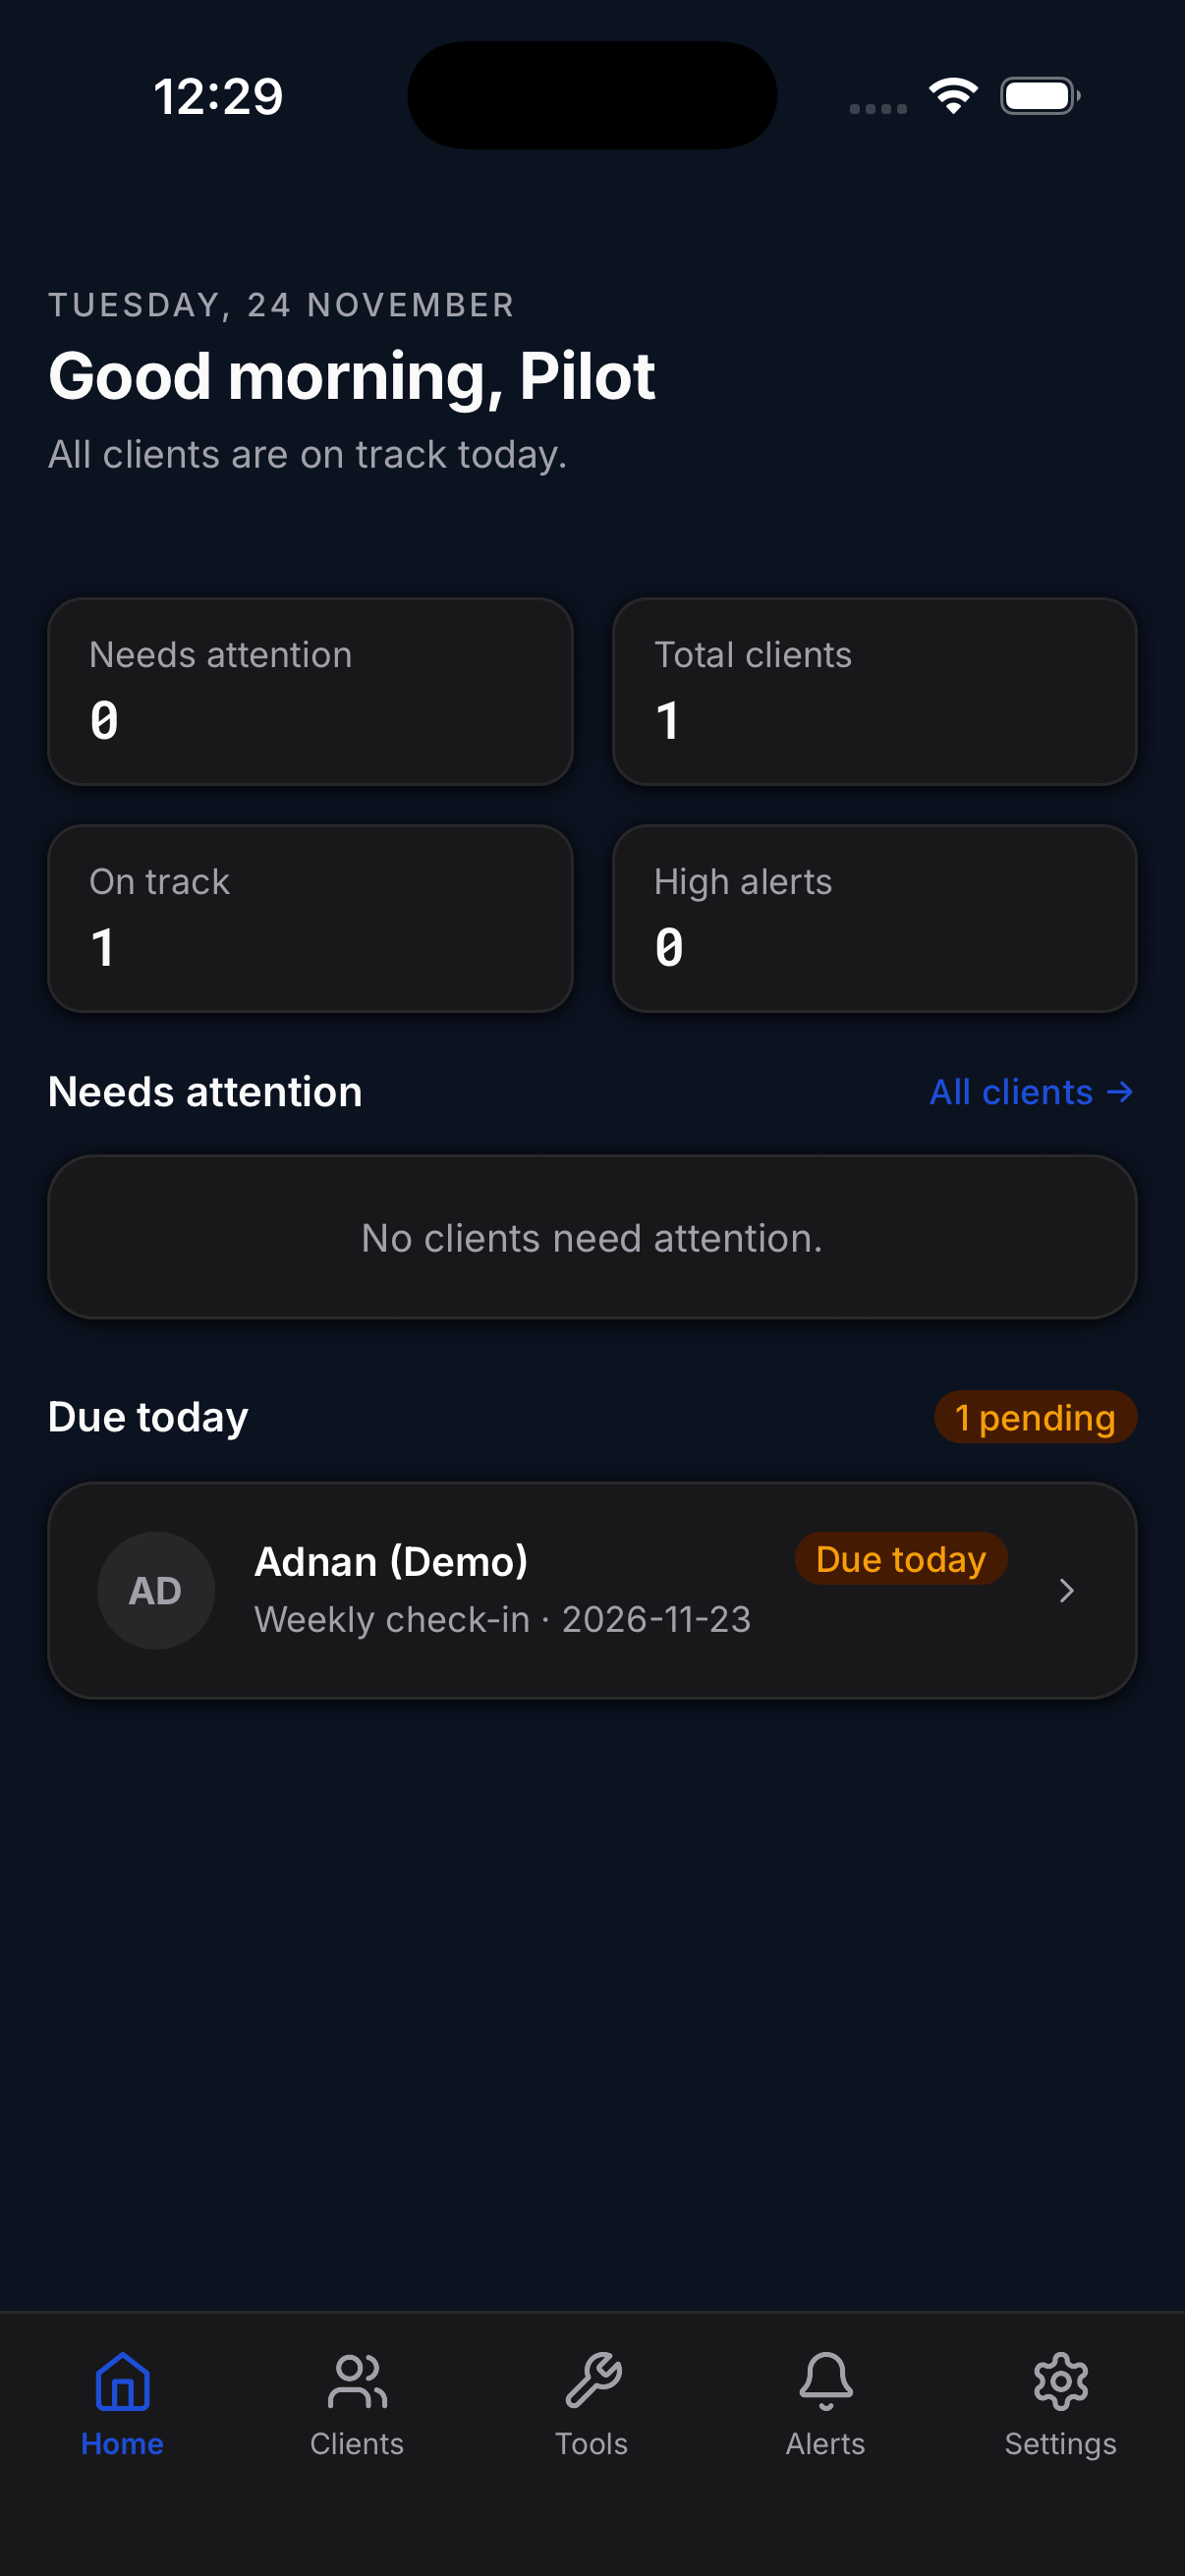 12:29
TUESDAY, 24 NOVEMBER
Good morning, Pilot
All clients are on track today.
Needs attention
0
Total clients
1
On track
1
High alerts
0
Needs attention
All clients →
No clients need attention.
Due today
1 pending
AD
Adnan (Demo)
Due today
Weekly check-in · 2026-11-23
Home
Clients
Tools
Alerts
Settings